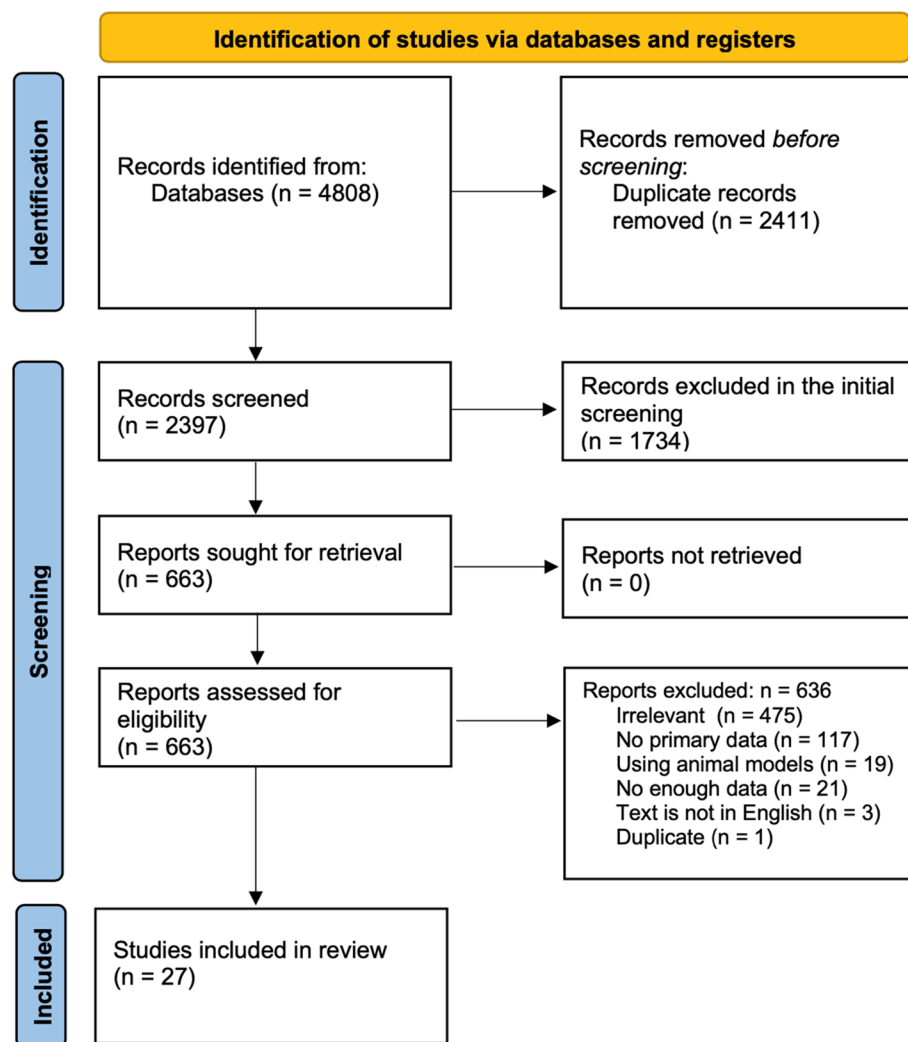 Identification of studies via databases and registers
Identification
Records identified from:
Databases (n = 4808)
Records removed before
screening:
Duplicate records
removed (n = 2411)
Screening
Records screened
(n = 2397)
Records excluded in the initial
screening
(n = 1734)
Reports sought for retrieval
(n = 663)
Reports not retrieved
(n = 0)
Reports assessed for
eligibility
(n = 663)
Reports excluded: n = 636
Irrelevant (n = 475)
No primary data (n = 117)
Using animal models (n = 19)
No enough data (n = 21)
Text is not in English (n = 3)
Duplicate (n = 1)
Included
Studies included in review
(n = 27)